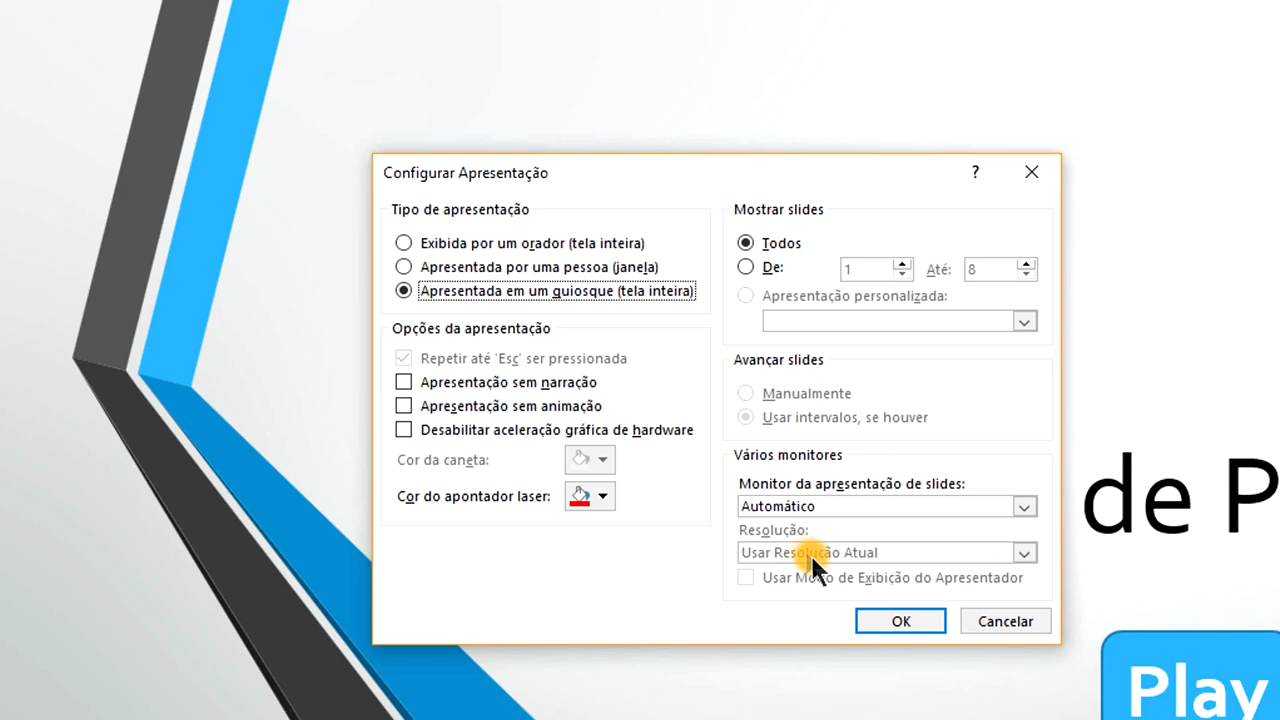 Configurar Apresentação
?
Tipo de apresentação
Exibida por um orador (tela inteira)
Apresentada por uma pessoa (janela)
Apresentada em um quiosque (tela inteira)
Opções da apresentação
Repetir até 'Esc' ser pressionada
Apresentação sem narração
Apresentação sem animação
Desabilitar aceleração gráfica de hardware
Cor da caneta:
Cor do apontador laser:
Mostrar slides
Todos
De: 1 Até: 8
Apresentação personalizada:
Avançar slides
Manualmente
Usar intervalos, se houver
Vários monitores
Monitor da apresentação de slides:
Automático
Resolução:
Usar Resolução Atual
Usar Modo de Exibição do Apresentador
OK Cancelar
de P
Play